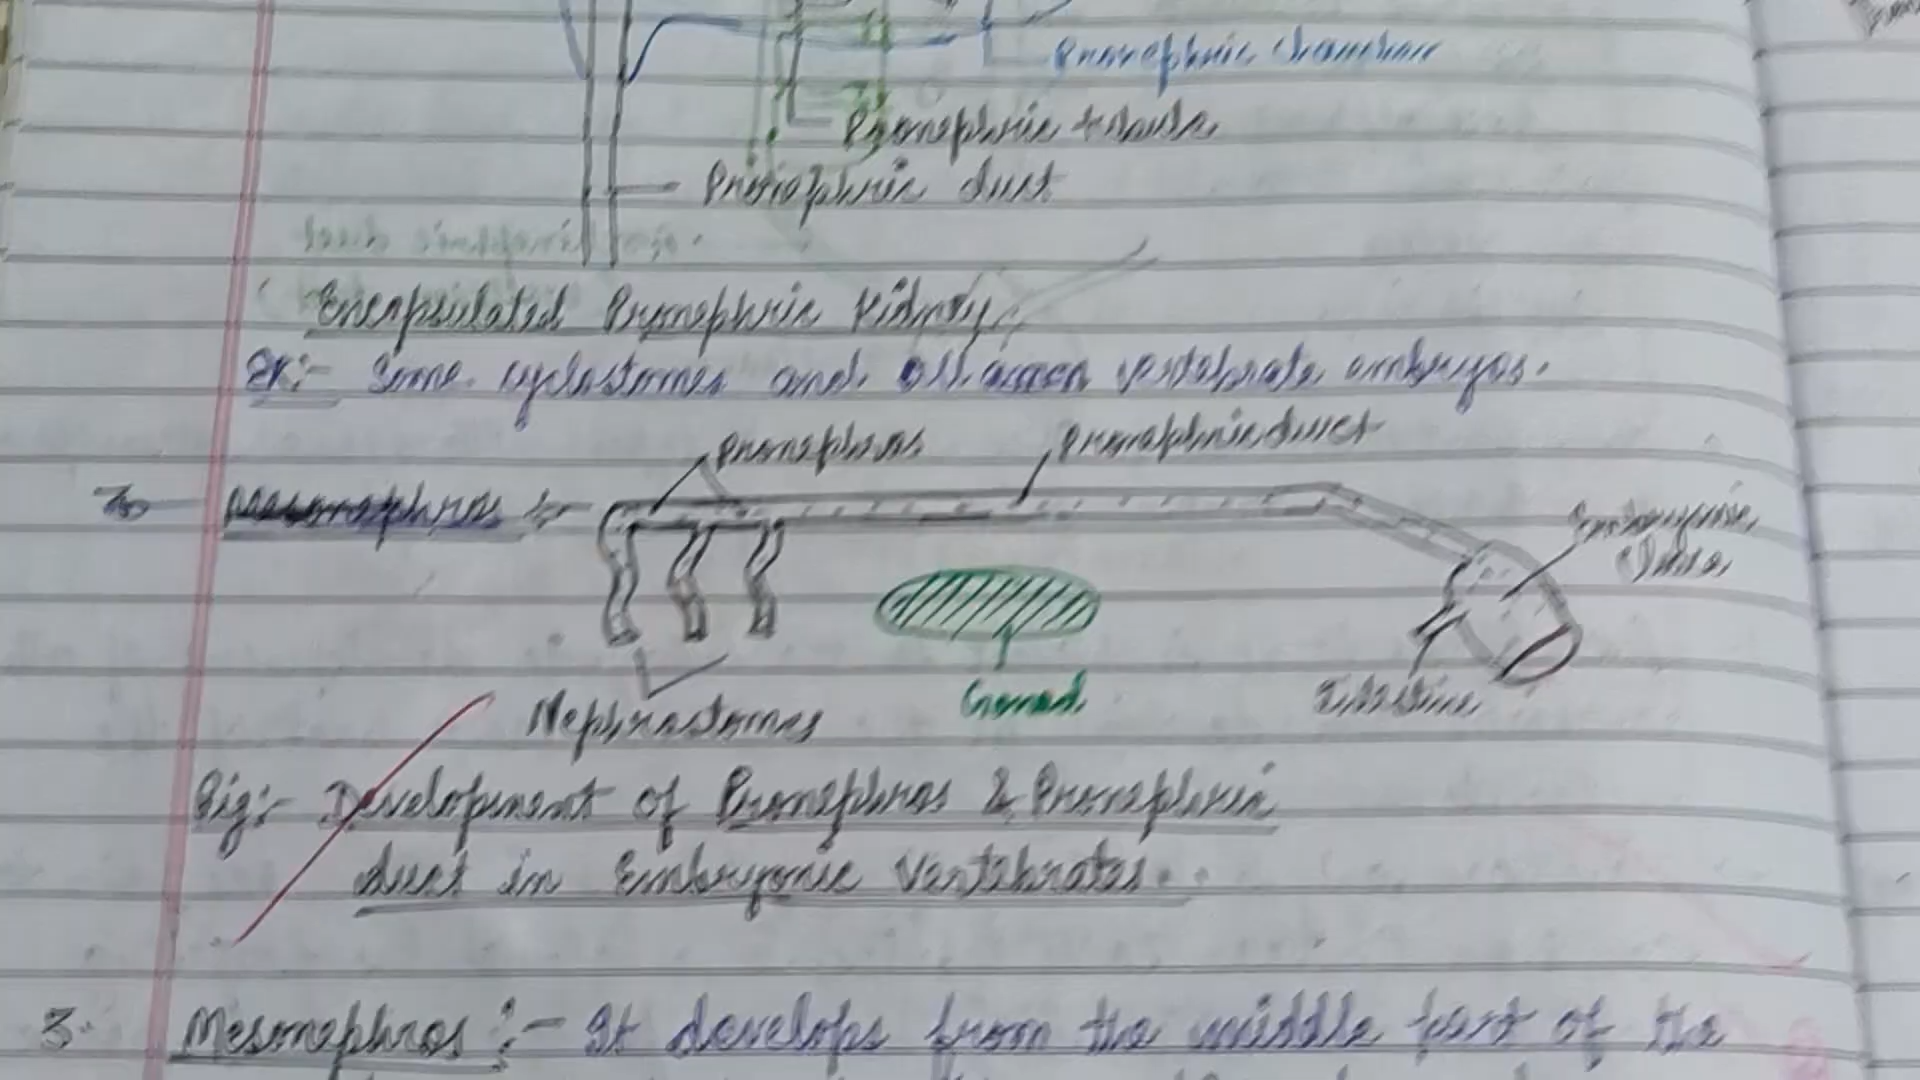 Pronephric Chamber
Pronephric tubule
Pronephric duct
Encapsulated Pronephric Kidney
Ex:- Some cyclostomes and all vertebrate embryos.
Pronephros
Pronephric duct
Mesonephros :-
Embryonic
Nephrostomes
Gonad
Intestine
Fig:- Development of Pronephros & Pronephric
duct in Embryonic Vertebrates.
3. Mesonephros :- It develops from the middle part of the